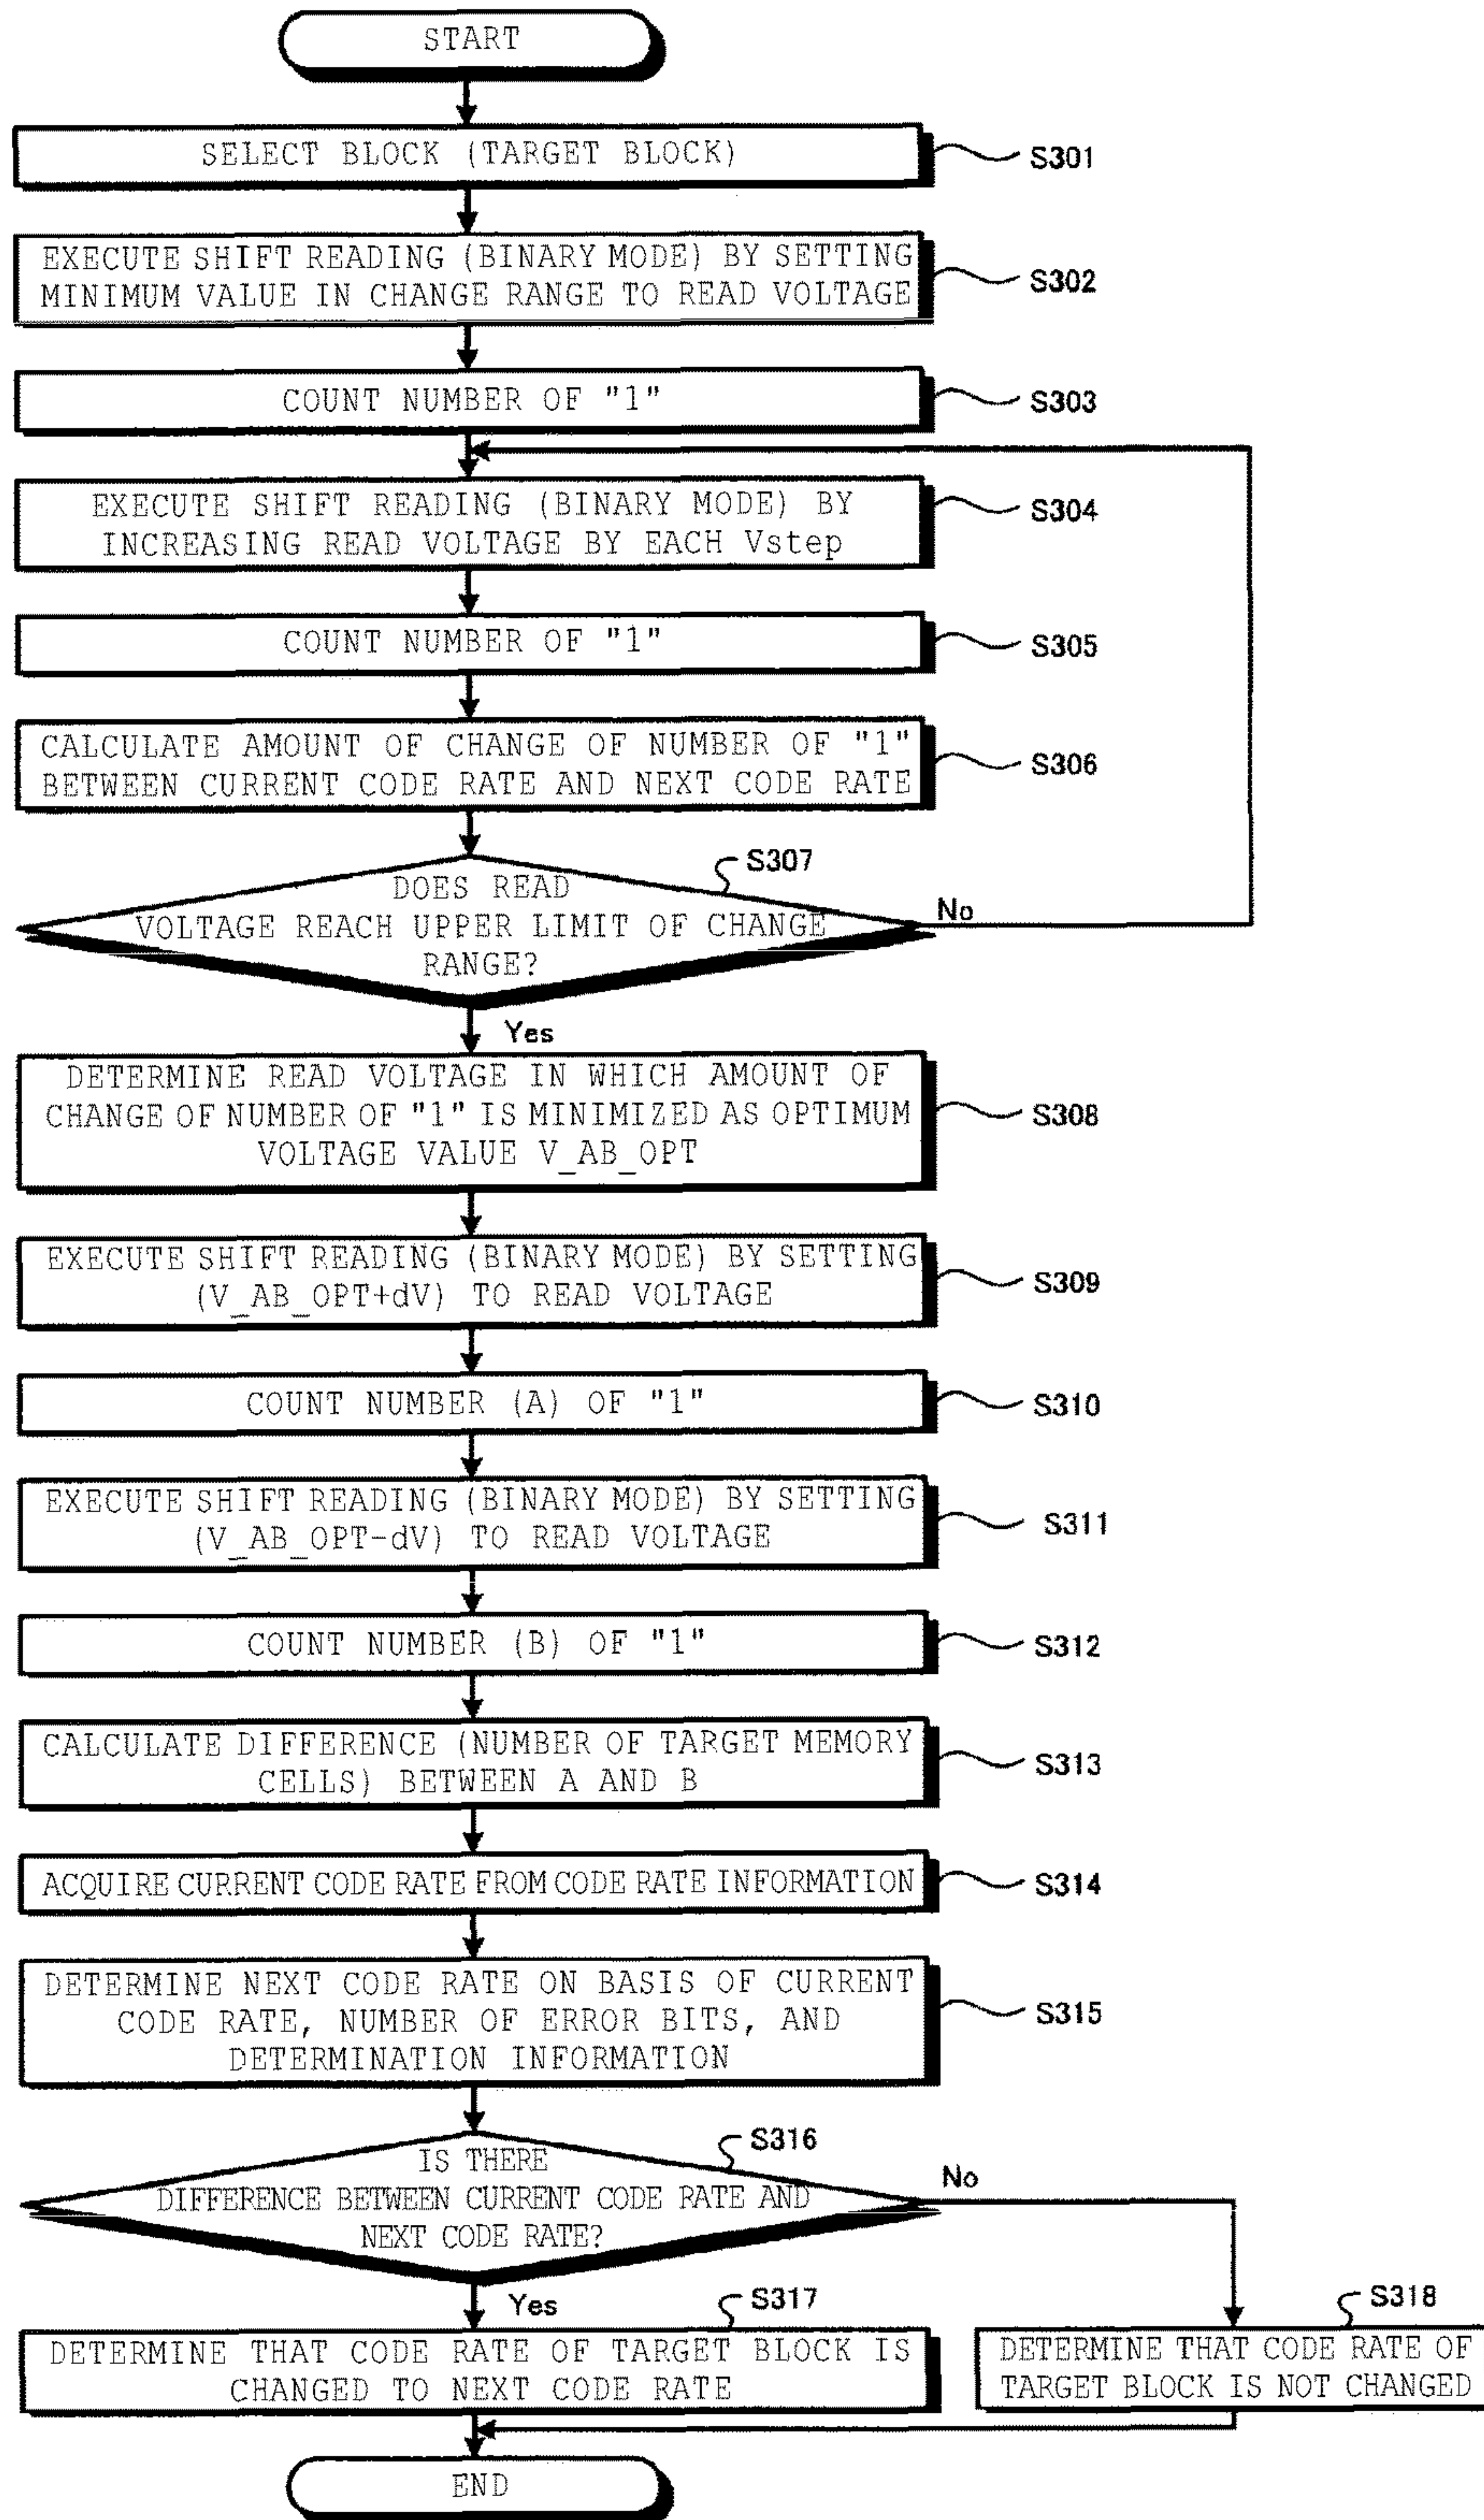 START
SELECT BLOCK (TARGET BLOCK)
S301
EXECUTE SHIFT READING (BINARY MODE) BY SETTING
MINIMUM VALUE IN CHANGE RANGE TO READ VOLTAGE
S302
COUNT NUMBER OF "1"
S303
EXECUTE SHIFT READING (BINARY MODE) BY
INCREASING READ VOLTAGE BY EACH Vstep
S304
COUNT NUMBER OF "1"
S305
CALCULATE AMOUNT OF CHANGE OF NUMBER OF "1"
BETWEEN CURRENT CODE RATE AND NEXT CODE RATE
S306
S307
DOES READ
VOLTAGE REACH UPPER LIMIT OF CHANGE
RANGE?
No
Yes
DETERMINE READ VOLTAGE IN WHICH AMOUNT OF
CHANGE OF NUMBER OF "1" IS MINIMIZED AS OPTIMUM
VOLTAGE VALUE V_AB_OPT
S308
EXECUTE SHIFT READING (BINARY MODE) BY SETTING
(V_AB_OPT+dV) TO READ VOLTAGE
S309
COUNT NUMBER (A) OF "1"
S310
EXECUTE SHIFT READING (BINARY MODE) BY SETTING
(V_AB_OPT-dV) TO READ VOLTAGE
S311
COUNT NUMBER (B) OF "1"
S312
CALCULATE DIFFERENCE (NUMBER OF TARGET MEMORY
CELLS) BETWEEN A AND B
S313
ACQUIRE CURRENT CODE RATE FROM CODE RATE INFORMATION
S314
DETERMINE NEXT CODE RATE ON BASIS OF CURRENT
CODE RATE, NUMBER OF ERROR BITS, AND
DETERMINATION INFORMATION
S315
S316
IS THERE
DIFFERENCE BETWEEN CURRENT CODE RATE AND
NEXT CODE RATE?
No
Yes
S317
DETERMINE THAT CODE RATE OF TARGET BLOCK IS
CHANGED TO NEXT CODE RATE
S318
DETERMINE THAT CODE RATE OF
TARGET BLOCK IS NOT CHANGED
END